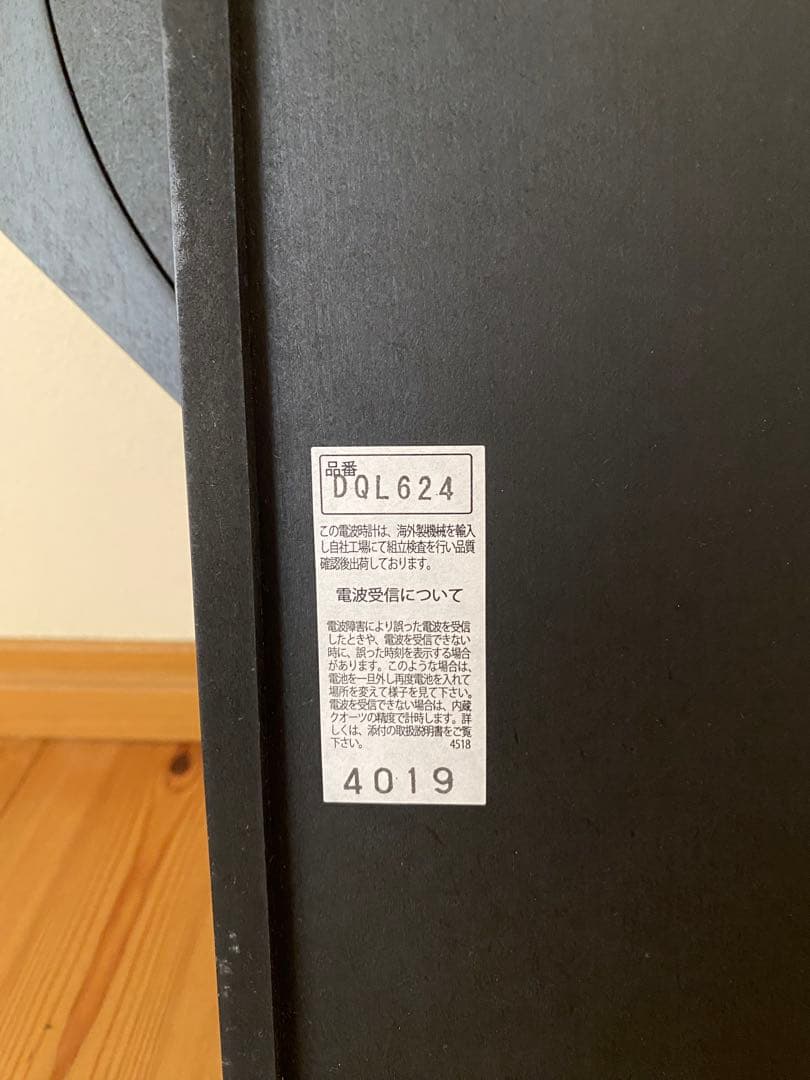 品番
DQL624
この電波時計は、海外製機械を輸入
し自社工場にて組立検査を行い品質
確認後出荷しております。
電波受信について
電波障害により誤った電波を受信
したときや、電波を受信できない
時に、誤った時刻を表示する場合
があります。このような場合は、
電池を一旦外し再度電池を入れて
場所を変えて様子を見て下さい。
電波を受信できない場合は、内蔵
クオーツの精度で計時します。詳
しくは、添付の取扱説明書をご覧
下さい。 4518
4019